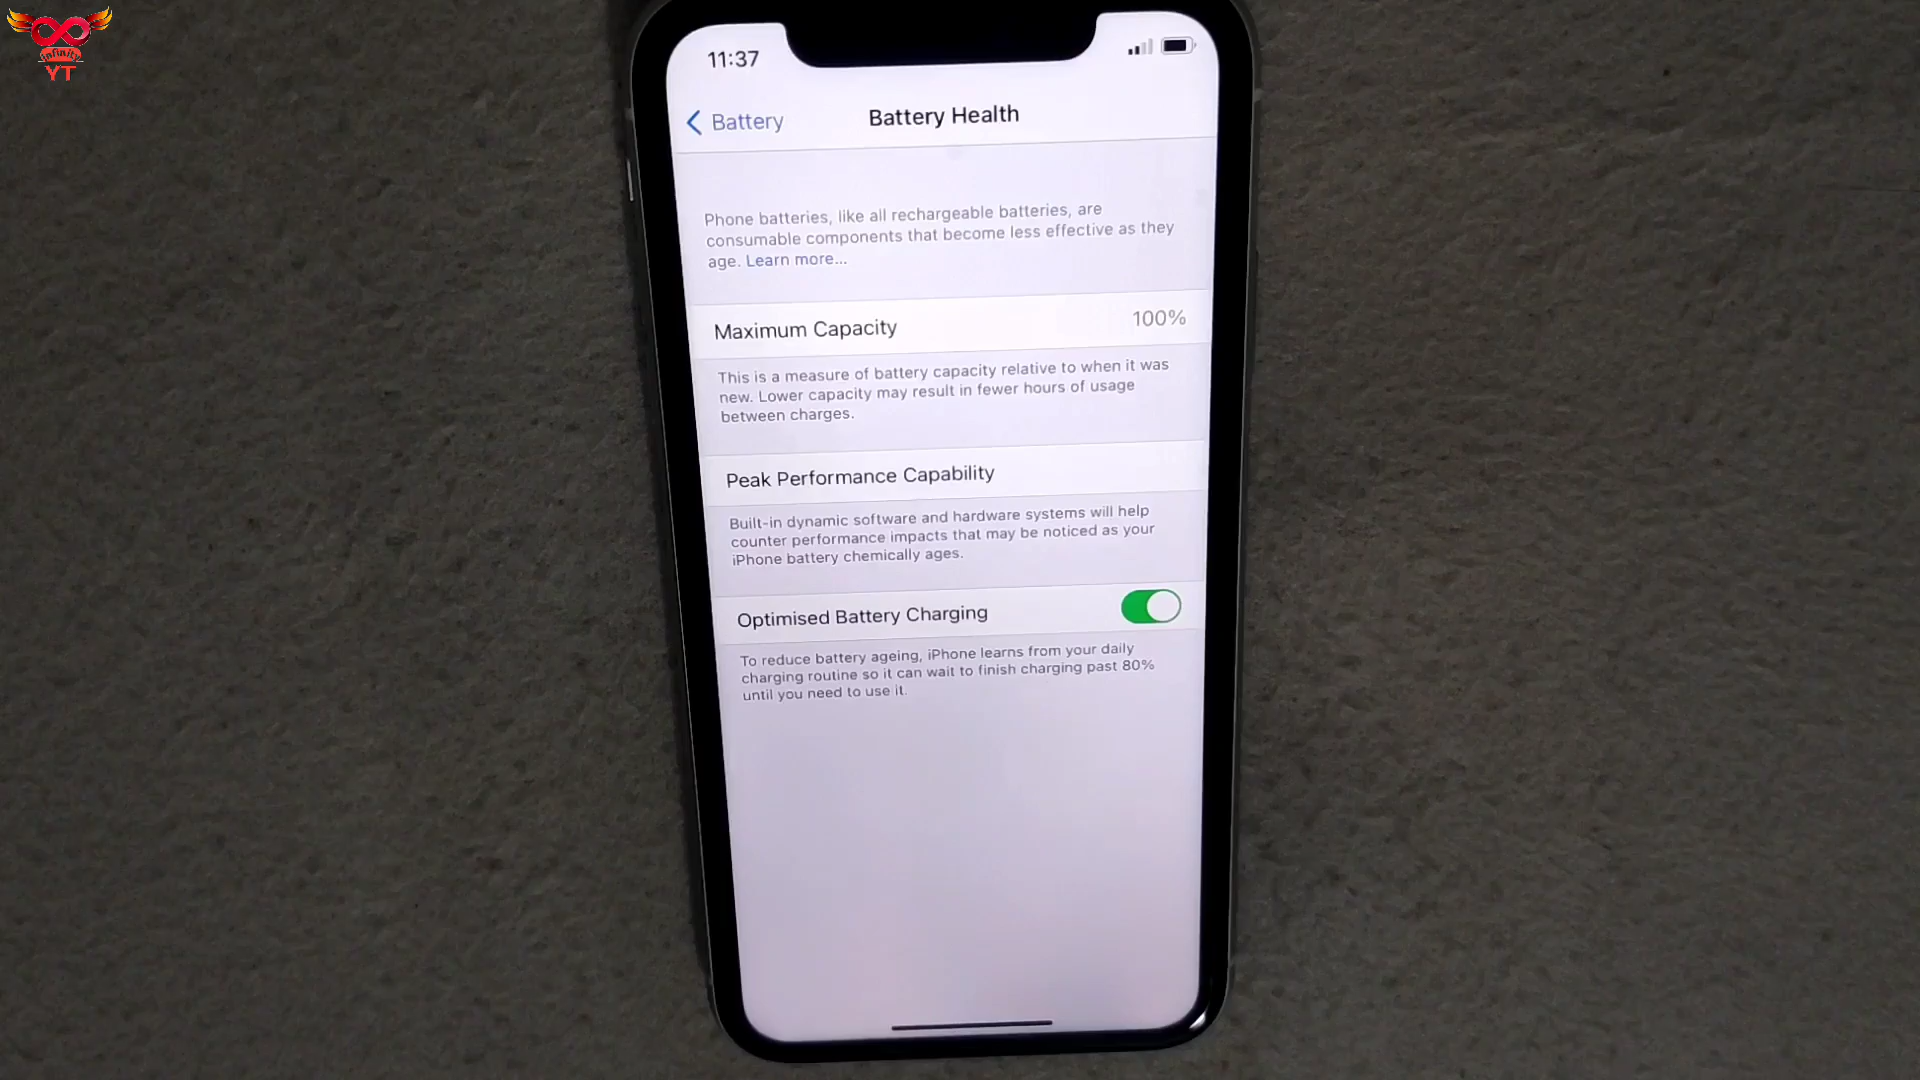 Infinity
YT
11:37
Battery
Battery Health
Phone batteries, like all rechargeable batteries, are
consumable components that become less effective as they
age. Learn more...
Maximum Capacity 100%
This is a measure of battery capacity relative to when it was
new. Lower capacity may result in fewer hours of usage
between charges.
Peak Performance Capability
Built-in dynamic software and hardware systems will help
counter performance impacts that may be noticed as your
iPhone battery chemically ages.
Optimised Battery Charging
To reduce battery ageing, iPhone learns from your daily
charging routine so it can wait to finish charging past 80%
until you need to use it.